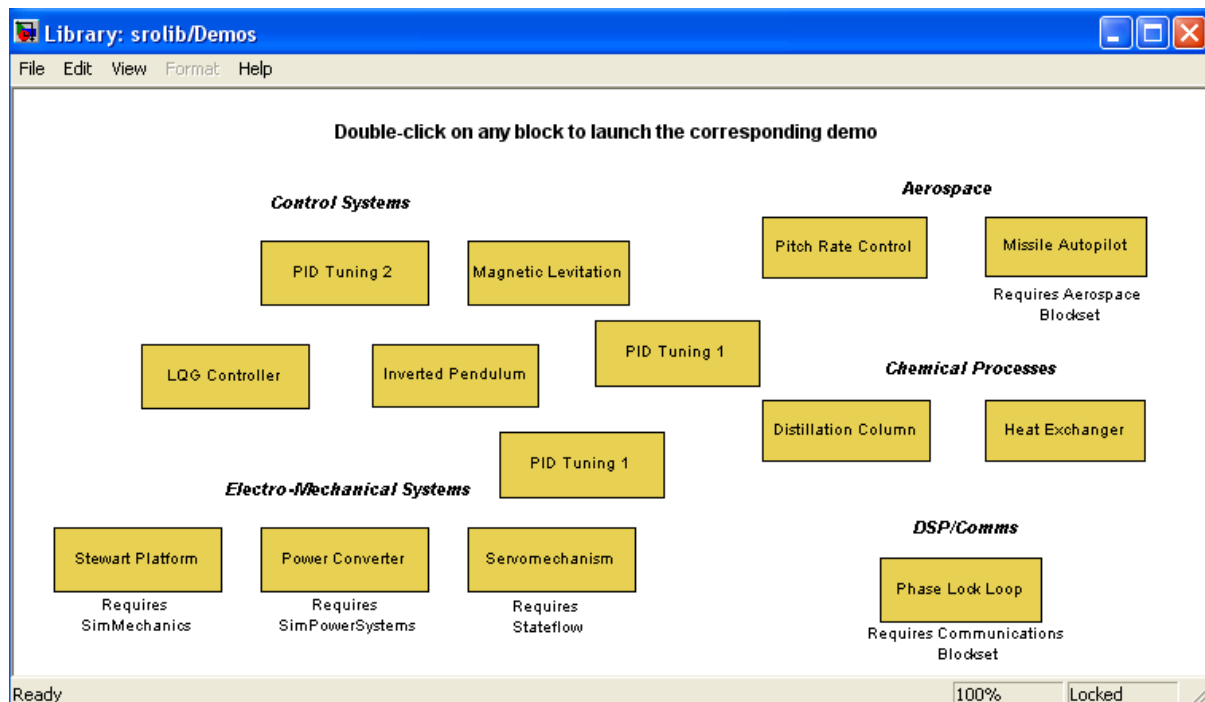 Library: srolib/Demos
File Edit View Format Help
Double-click on any block to launch the corresponding demo
Control Systems
PID Tuning 2
Magnetic Levitation
PID Tuning 1
LQG Controller
Inverted Pendulum
PID Tuning 1
Aerospace
Pitch Rate Control
Missile Autopilot
Requires Aerospace
Blockset
Chemical Processes
Distillation Column
Heat Exchanger
Electro-Mechanical Systems
Stewart Platform
Requires
SimMechanics
Power Converter
Requires
SimPowerSystems
Servomechanism
Requires
Stateflow
DSP/Comms
Phase Lock Loop
Requires Communications
Blockset
Ready 100% Locked